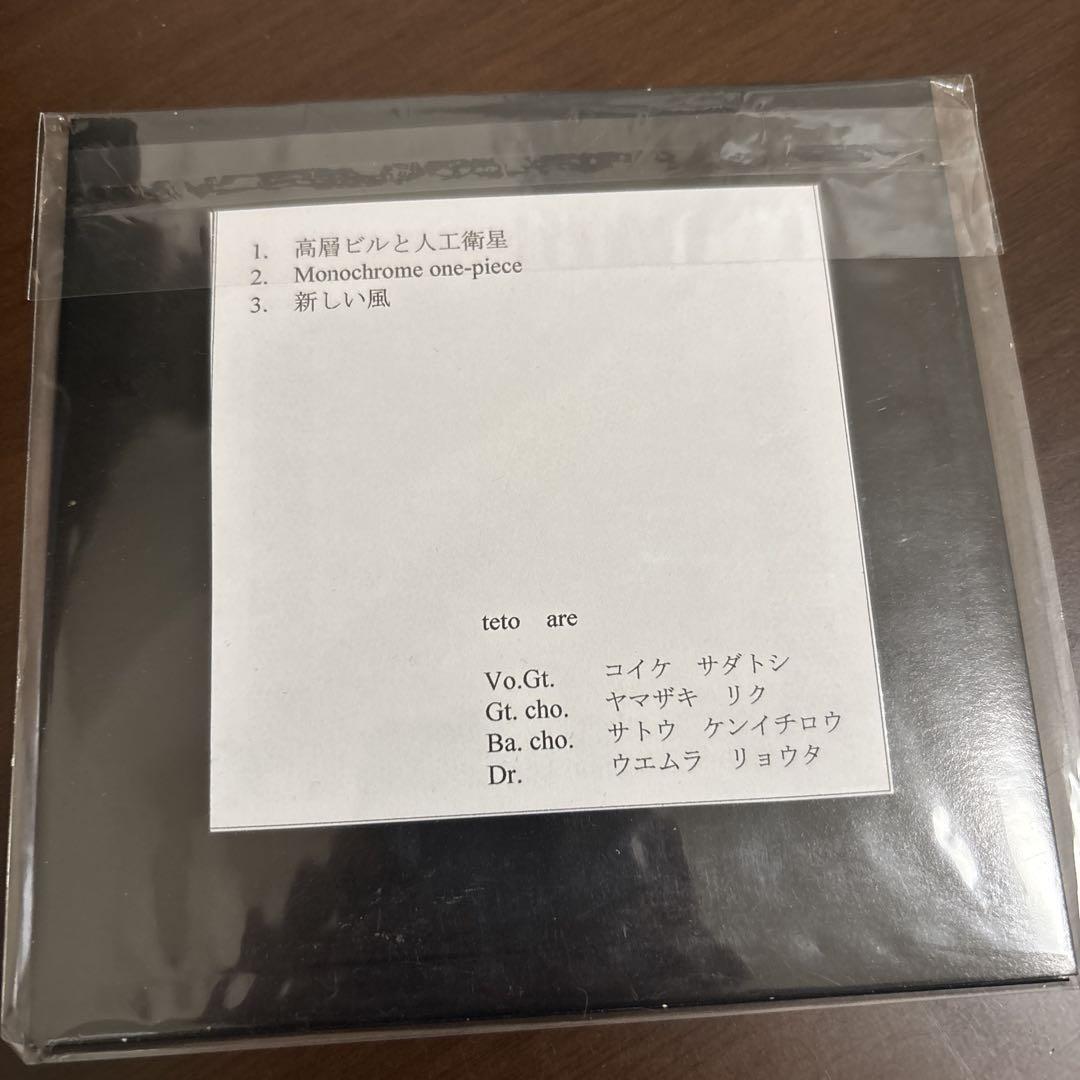 1. 高層ビルと人工衛星
2. Monochrome one-piece
3. 新しい風
teto are
Vo.Gt. コイケ サダトシ
Gt. cho. ヤマザキ リク
Ba. cho. サトウ ケンイチロウ
Dr. ウエムラ リョウタ